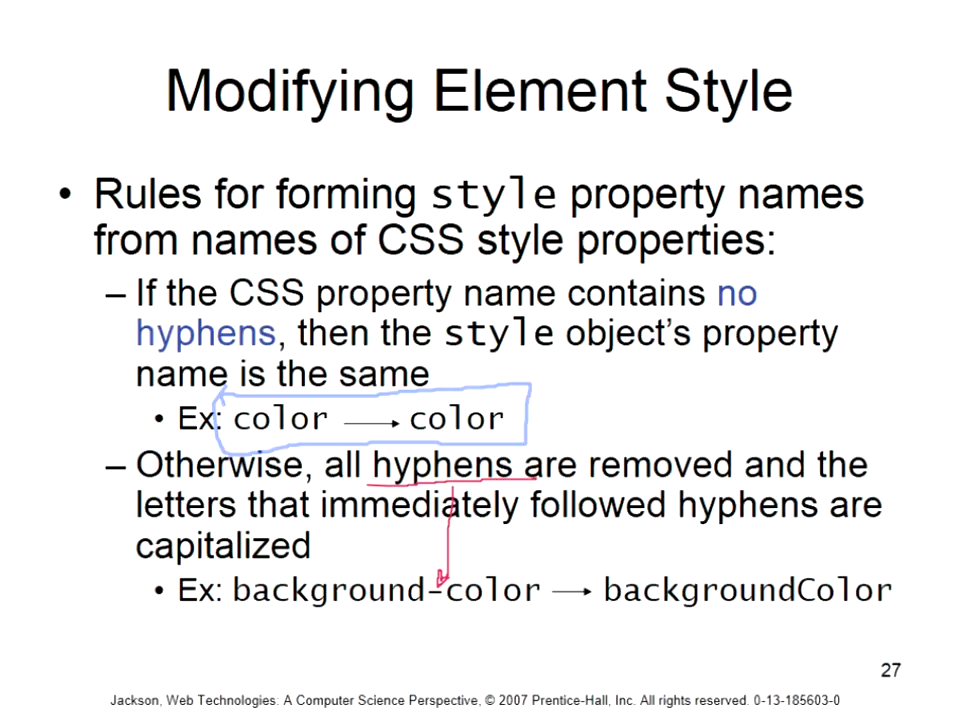 Modifying Element Style
• Rules for forming style property names
from names of CSS style properties:
– If the CSS property name contains no
hyphens, then the style object's property
name is the same
• Ex: color → color
– Otherwise, all hyphens are removed and the
letters that immediately followed hyphens are
capitalized
• Ex: background-color → backgroundColor
27
Jackson, Web Technologies: A Computer Science Perspective, © 2007 Prentice-Hall, Inc. All rights reserved. 0-13-185603-0